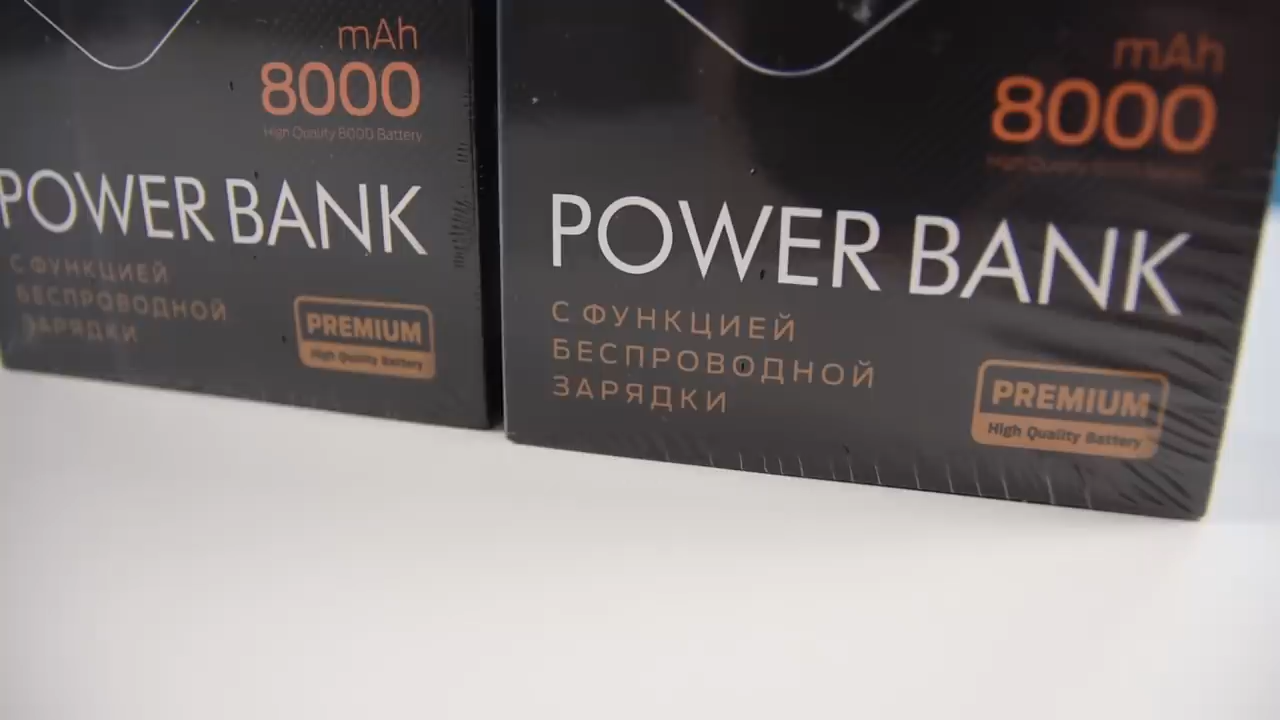 mAh
8000
High Quality 8000 Battery
POWER BANK
С ФУНКЦИЕЙ
БЕСПРОВОДНОЙ
ЗАРЯДКИ
PREMIUM
High Quality Battery
mAh
8000
POWER BANK
С ФУНКЦИЕЙ
БЕСПРОВОДНОЙ
ЗАРЯДКИ
PREMIUM
High Quality Battery